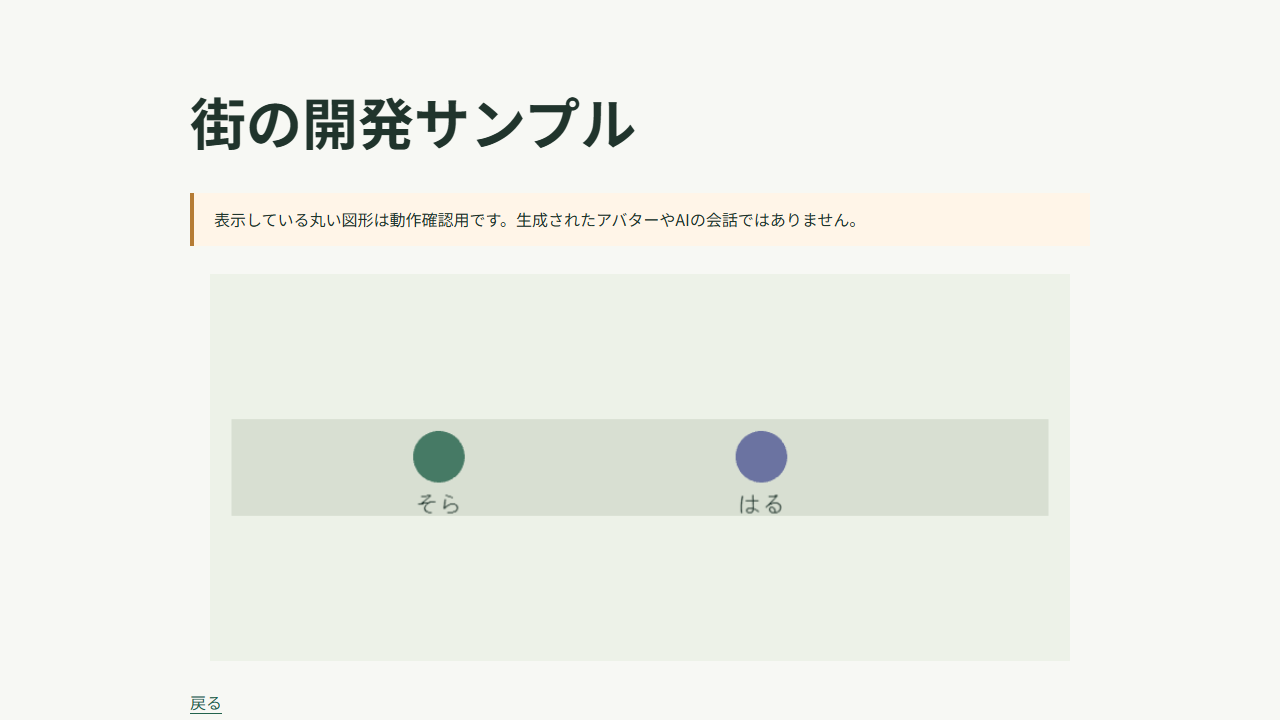 街の開発サンプル
表示している丸い図形は動作確認用です。生成されたアバターやAIの会話ではありません。
そら
はる
戻る